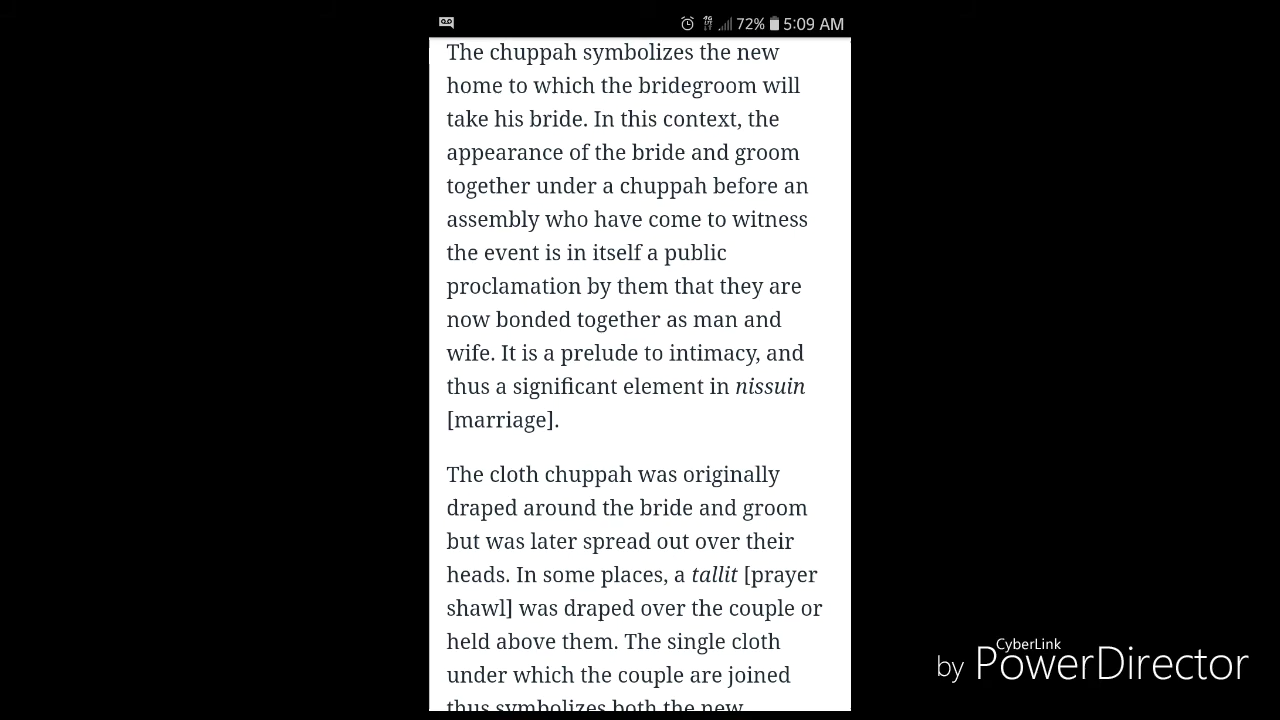 72% 5:09 AM
The chuppah symbolizes the new
home to which the bridegroom will
take his bride. In this context, the
appearance of the bride and groom
together under a chuppah before an
assembly who have come to witness
the event is in itself a public
proclamation by them that they are
now bonded together as man and
wife. It is a prelude to intimacy, and
thus a significant element in nissuin
[marriage].
The cloth chuppah was originally
draped around the bride and groom
but was later spread out over their
heads. In some places, a tallit [prayer
shawl] was draped over the couple or
held above them. The single cloth
under which the couple are joined
thus symbolizes both the new
CyberLink
by PowerDirector